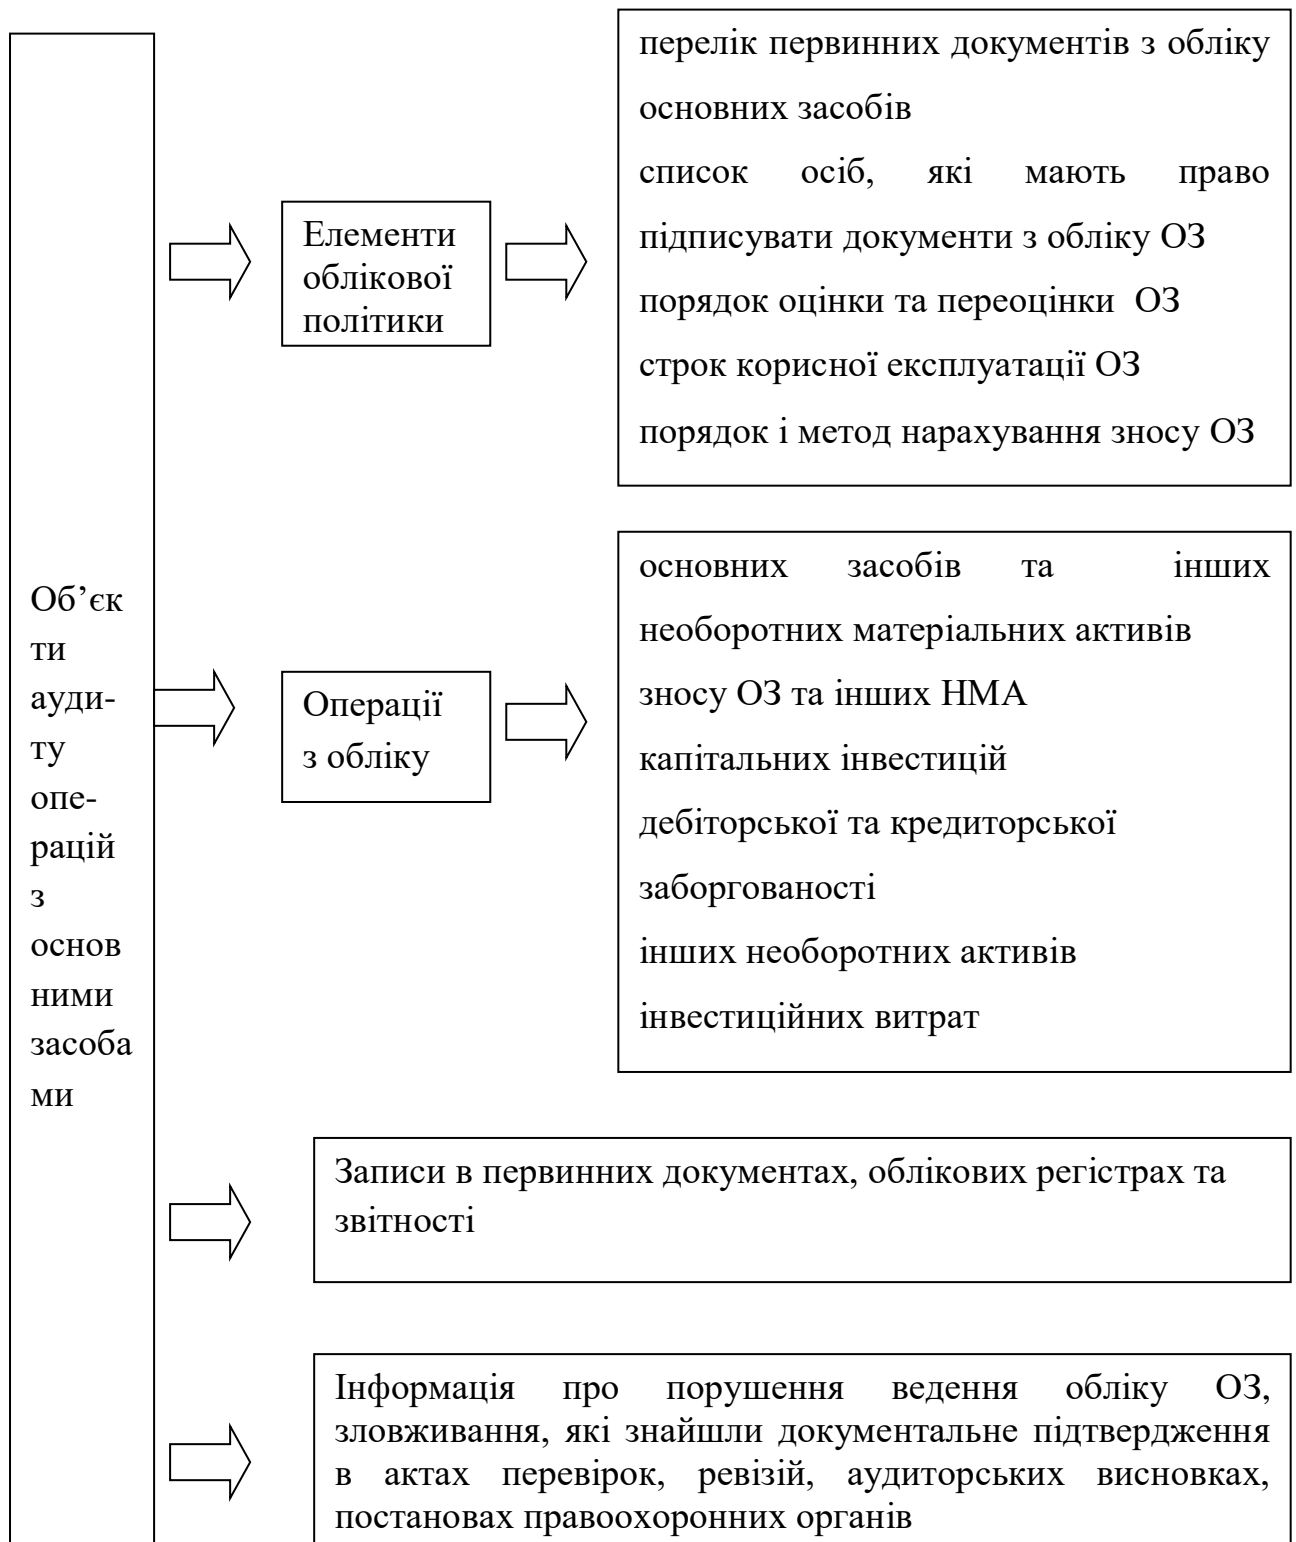 Об’єк
ти
ауди-
ту
опе-
рацій
з
основ
ними
засоба
ми
Елементи
облікової
політики
перелік первинних документів з обліку
основних засобів
список осіб, які мають право
підписувати документи з обліку ОЗ
порядок оцінки та переоцінки ОЗ
строк корисної експлуатації ОЗ
порядок і метод нарахування зносу ОЗ
Операції
з обліку
основних засобів та інших
необоротних матеріальних активів
зносу ОЗ та інших НМА
капітальних інвестицій
дебіторської та кредиторської
заборгованості
інших необоротних активів
інвестиційних витрат
Записи в первинних документах, облікових регістрах та
звітності
Інформація про порушення ведення обліку ОЗ,
зловживання, які знайшли документальне підтвердження
в актах перевірок, ревізій, аудиторських висновках,
постановах правоохоронних органів